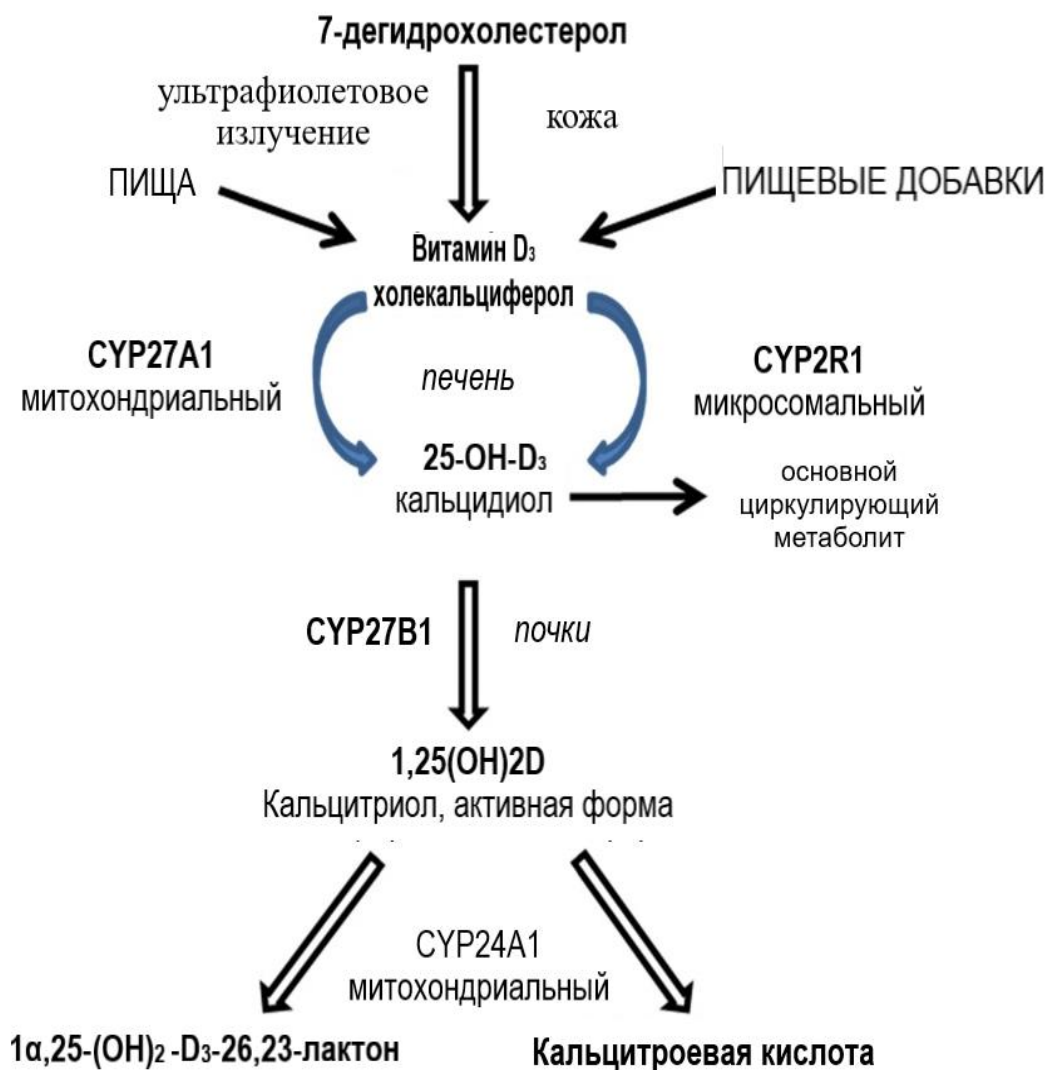 7-дегидрохолестерол
ультрафиолетовое
излучение
кожа
ПИЩА
ПИЩЕВЫЕ ДОБАВКИ
Витамин D₃
холекальциферол
CYP27A1
митохондриальный
печень
CYP2R1
микросомальный
25-OH-D₃
кальцидиол
основной
циркулирующий
метаболит
CYP27B1
почки
1,25(OH)2D
Кальцитриол, активная форма
CYP24A1
митохондриальный
1α,25-(OH)₂ -D₃-26,23-лактон
Кальцитроевая кислота